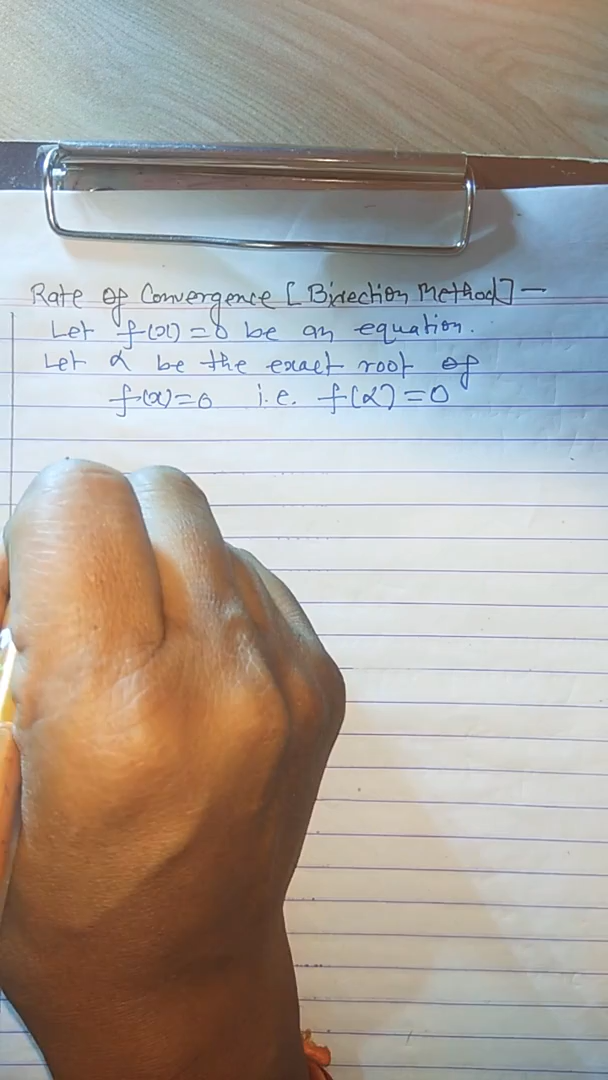 Rate of Convergence [Bisection Method] —
Let f(x) = 0 be an equation.
Let α be the exact root of
f(x) = 0 i.e. f(α) = 0